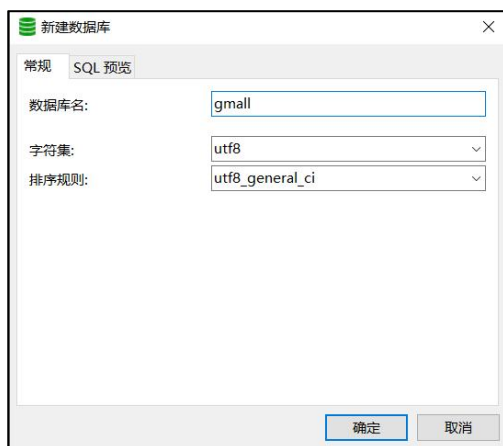 新建数据库
常规 SQL 预览
数据库名: gmall
字符集: utf8
排序规则: utf8_general_ci
确定 取消